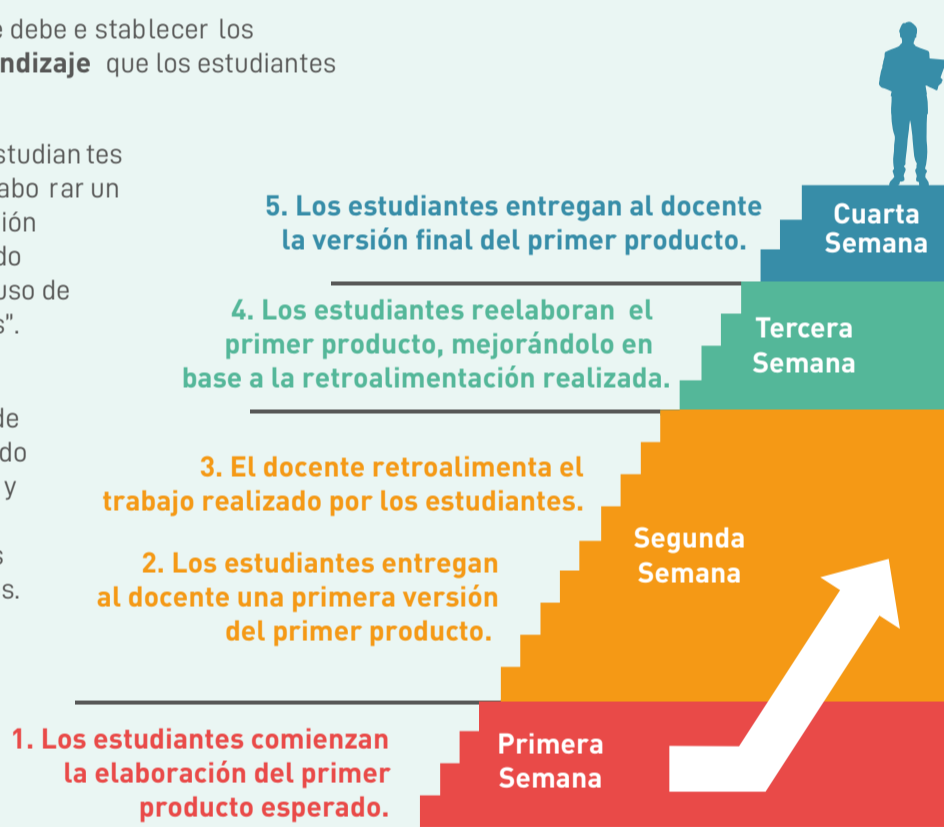 e debe e stablecer los
ndizaje que los estudiantes
studian tes
abo rar un
ión
do
uso de
s".
de
do
y
s
s.
5. Los estudiantes entregan al docente
la versión final del primer producto.
Cuarta
Semana
4. Los estudiantes reelaboran el
primer producto, mejorándolo en
base a la retroalimentación realizada.
Tercera
Semana
3. El docente retroalimenta el
trabajo realizado por los estudiantes.
2. Los estudiantes entregan
al docente una primera versión
del primer producto.
Segunda
Semana
1. Los estudiantes comienzan
la elaboración del primer
producto esperado.
Primera
Semana